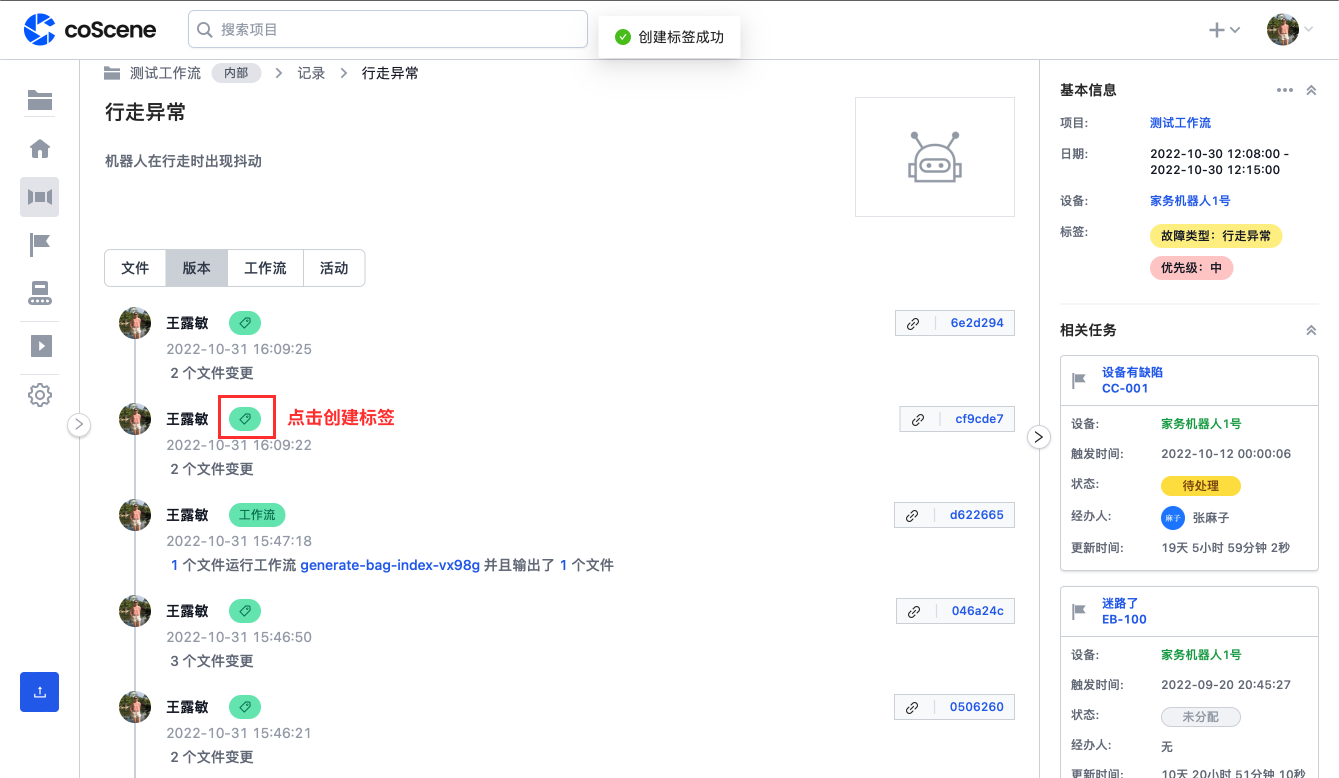 coScene
搜索项目
创建标签成功
测试工作流 内部 > 记录 > 行走异常
行走异常
机器人在行走时出现抖动
文件 版本 工作流 活动
王露敏
6e2d294
2022-10-31 16:09:25
2 个文件变更
王露敏
点击创建标签
cf9cde7
2022-10-31 16:09:22
2 个文件变更
王露敏 工作流
d622665
2022-10-31 15:47:18
1 个文件运行工作流 generate-bag-index-vx98g 并且输出了 1 个文件
王露敏
046a24c
2022-10-31 15:46:50
3 个文件变更
王露敏
0506260
2022-10-31 15:46:21
2 个文件变更
基本信息
项目: 测试工作流
日期: 2022-10-30 12:08:00 -
2022-10-30 12:15:00
设备: 家务机器人1号
标签: 故障类型：行走异常
优先级：中
相关任务
设备有缺陷
CC-001
设备: 家务机器人1号
触发时间: 2022-10-12 00:00:06
状态: 待处理
经办人: 麻子 张麻子
更新时间: 19天 5小时 59分钟 2秒
迷路了
EB-100
设备: 家务机器人1号
触发时间: 2022-09-20 20:45:27
状态: 未分配
经办人: 无
更新时间: 10天 20小时 51分钟 10秒